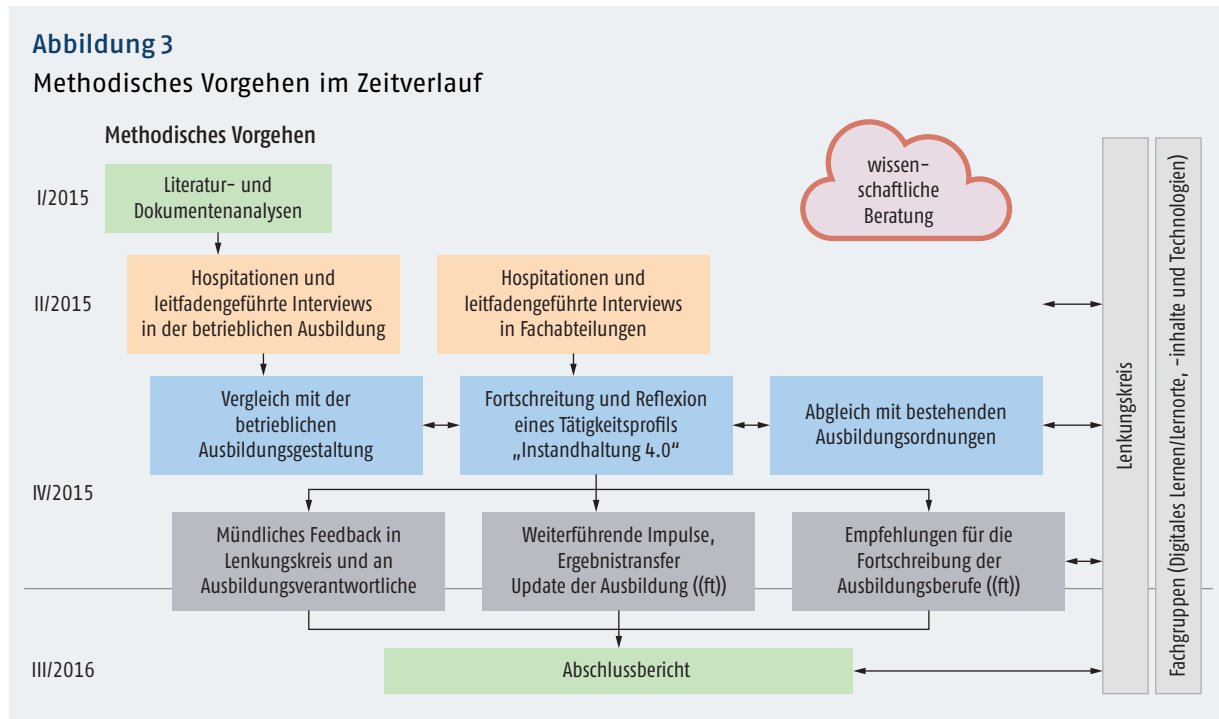 Abbildung 3
Methodisches Vorgehen im Zeitverlauf
Methodisches Vorgehen
wissen-
schaftliche
Beratung
I/2015
Literatur- und
Dokumentenanalysen
II/2015
Hospitationen und
leitfadengeführte Interviews
in der betrieblichen Ausbildung
Hospitationen und
leitfadengeführte Interviews
in Fachabteilungen
Vergleich mit der
betrieblichen
Ausbildungsgestaltung
Fortschreitung und Reflexion
eines Tätigkeitsprofils
„Instandhaltung 4.0“
Abgleich mit bestehenden
Ausbildungsordnungen
IV/2015
Mündliches Feedback in
Lenkungskreis und an
Ausbildungsverantwortliche
Weiterführende Impulse,
Ergebnistransfer
Update der Ausbildung ((ft))
Empfehlungen für die
Fortschreibung der
Ausbildungsberufe ((ft))
III/2016
Abschlussbericht
Lenkungskreis
Fachgruppen (Digitales Lernen/Lernorte, -inhalte und Technologien)